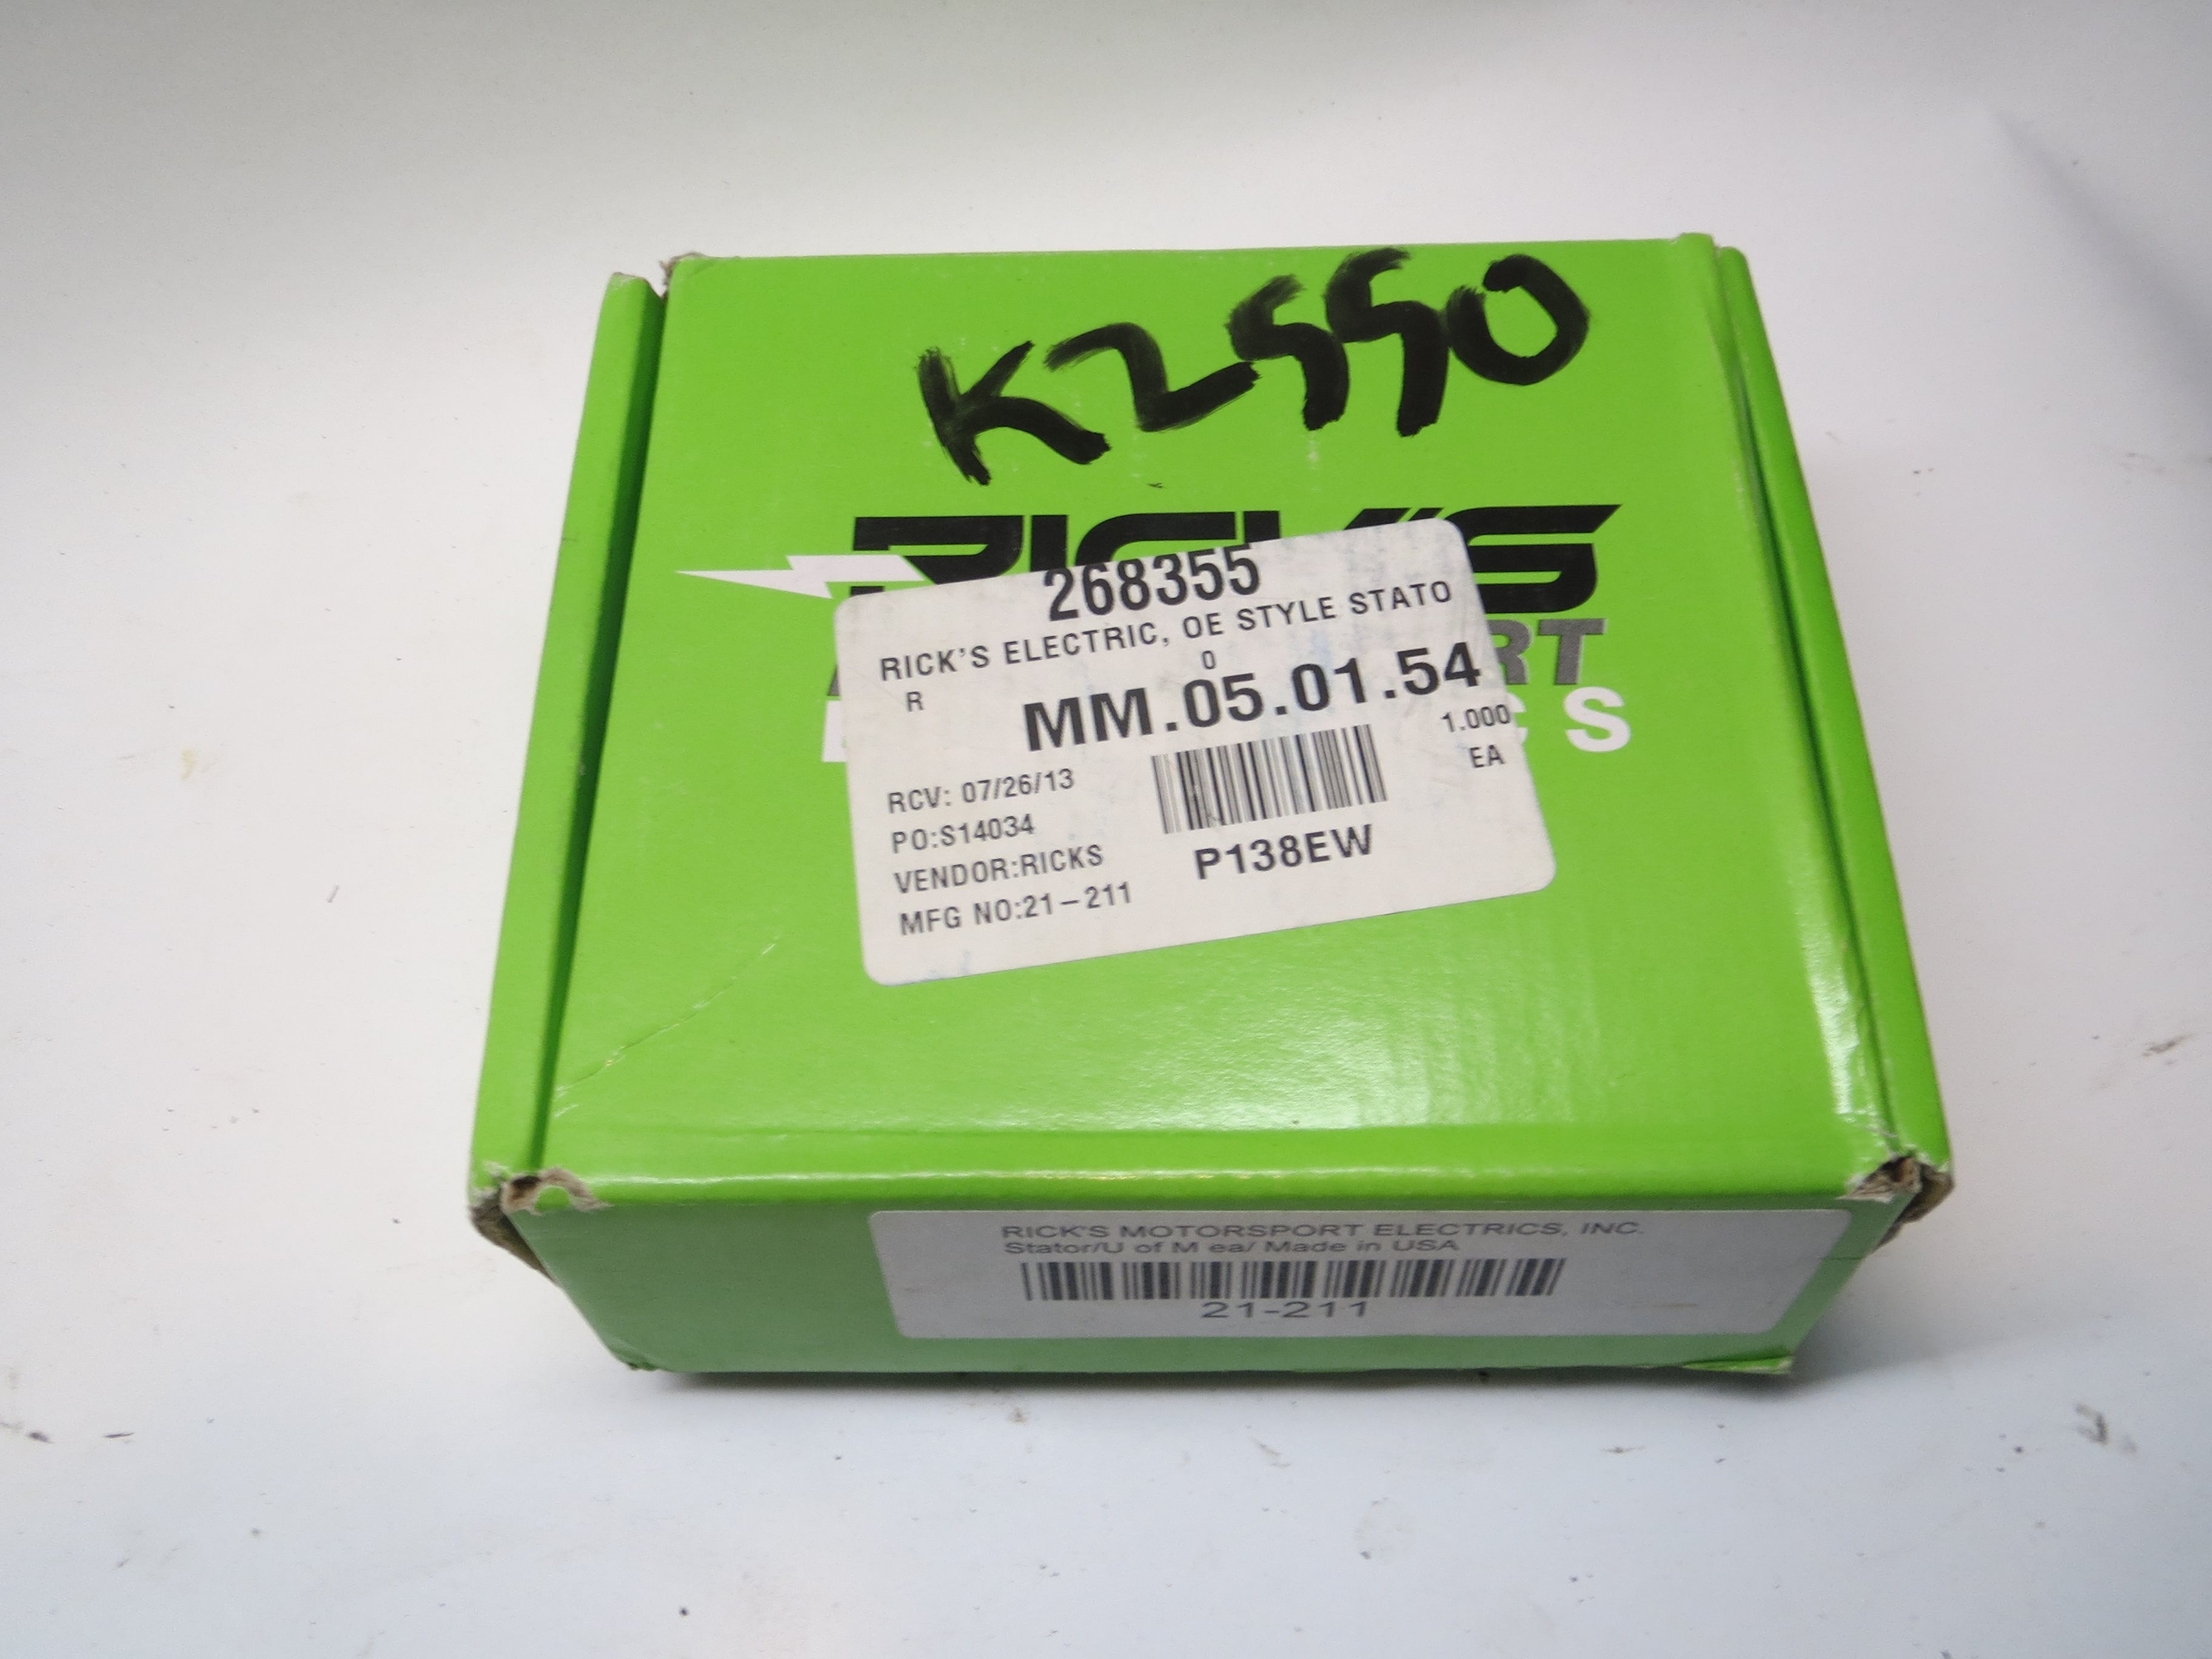 KZ550
RICK'S
RT
C S
268355
RICK'S ELECTRIC, OE STYLE STATO
R
0
MM.05.01.54
1.000
EA
RCV: 07/26/13
PO:S14034
VENDOR:RICKS
MFG NO:21-211
P138EW
RICK'S MOTORSPORT ELECTRICS, INC.
Stator/U of M ea/ Made in USA
21-211